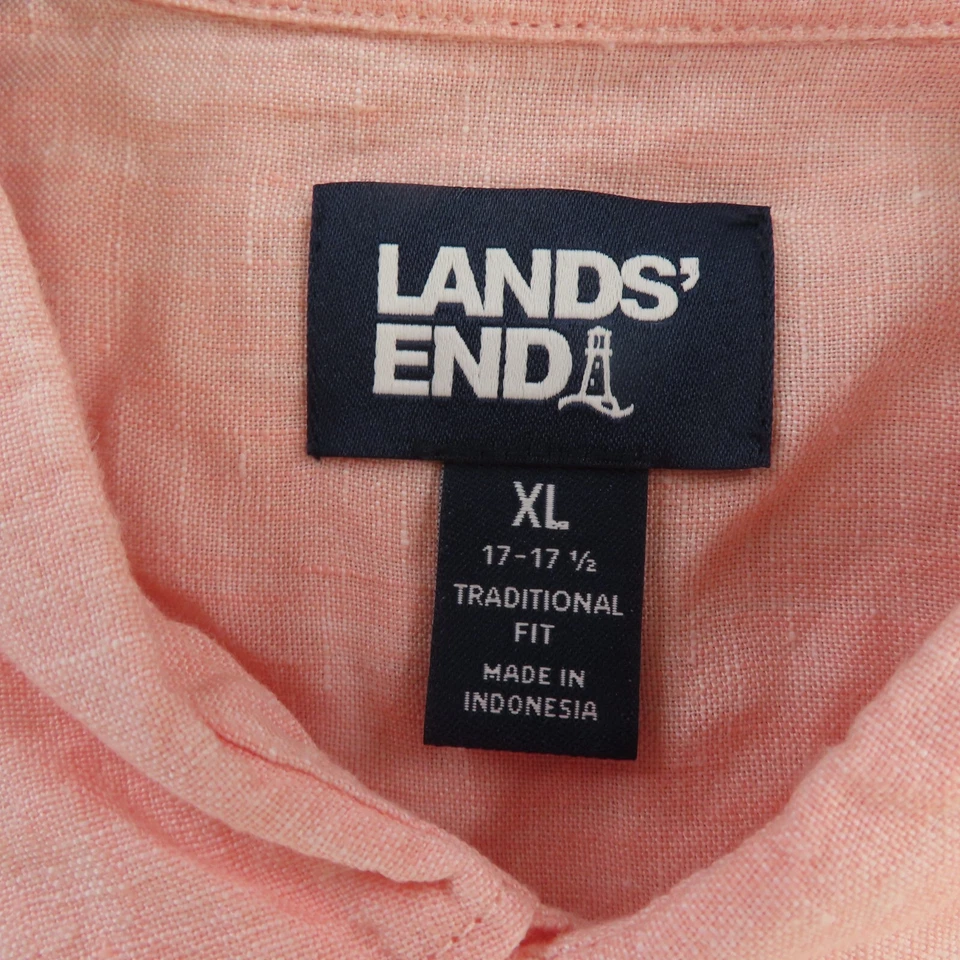 LANDS'
END
XL
17-17 ½
TRADITIONAL
FIT
MADE IN
INDONESIA